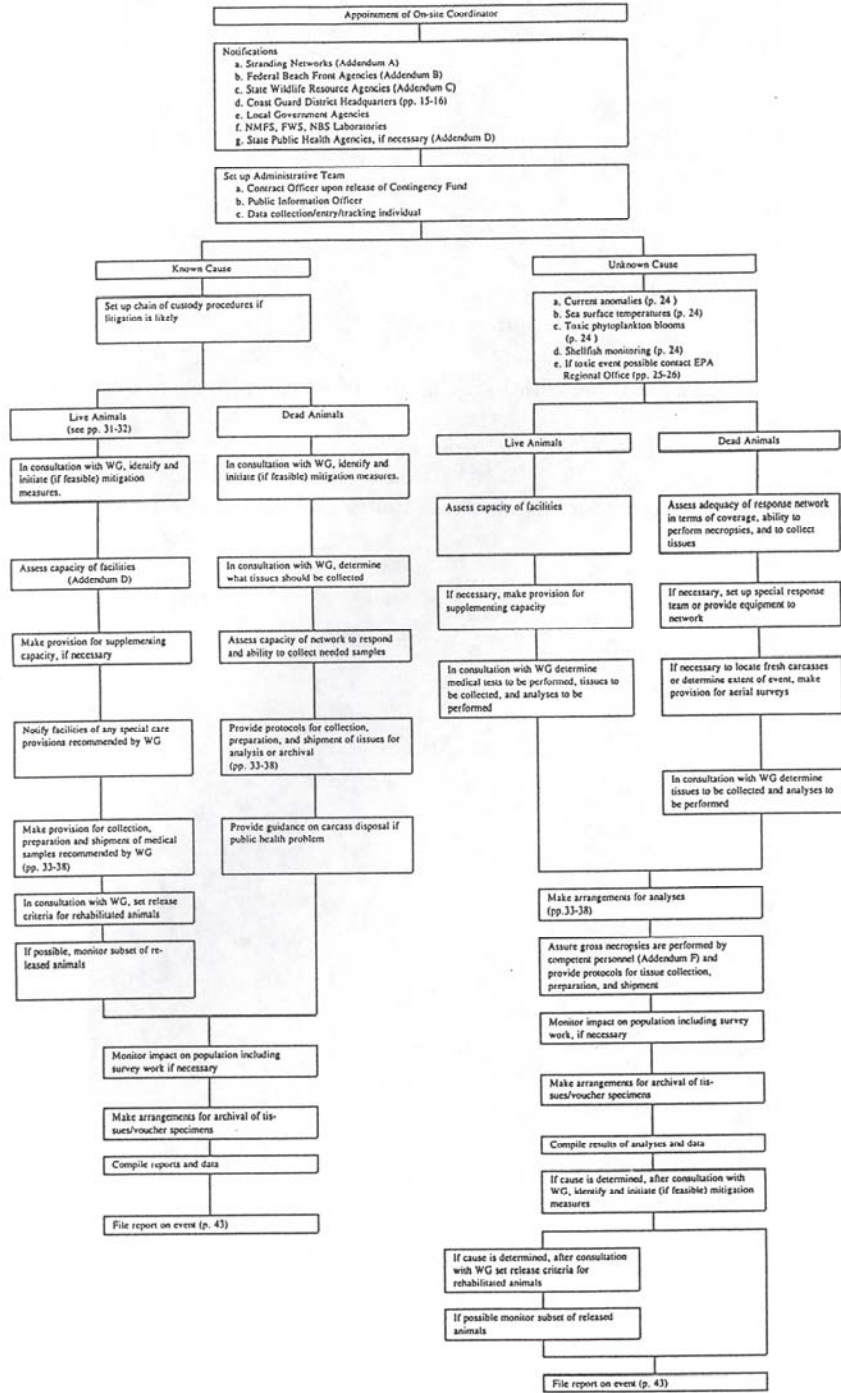 Appointment of On-site Coordinator
Notifications
a. Stranding Networks (Addendum A)
b. Federal Beach Front Agencies (Addendum B)
c. State Wildlife Resource Agencies (Addendum C)
d. Coast Guard District Headquarters (pp. 15-16)
e. Local Government Agencies
f. NMFS, FWS, NBS Laboratories
g. State Public Health Agencies, if necessary (Addendum D)
Set up Administrative Team
a. Contract Officer upon release of Contingency Fund
b. Public Information Officer
c. Data collection/entry/tracking individual
Known Cause
Set up chain of custody procedures if
litigation is likely
Live Animals
(see pp. 31-32)
In consultation with WG, identify and
initiate (if feasible) mitigation
measures.
Assess capacity of facilities
(Addendum D)
Make provision for supplementing
capacity, if necessary
Notify facilities of any special care
provisions recommended by WG
Make provision for collection,
preparation and shipment of medical
samples recommended by WG
(pp. 33-38)
In consultation with WG, set release
criteria for rehabilitated animals
If possible, monitor subset of re-
leased animals
Dead Animals
In consultation with WG, identify and
initiate (if feasible) mitigation measures.
In consultation with WG, determine
what tissues should be collected
Assess capacity of network to respond
and ability to collect needed samples
Provide protocols for collection,
preparation, and shipment of tissues for
analysis or archival
(pp. 33-38)
Provide guidance on carcass disposal if
public health problem
Monitor impact on population including
survey work if necessary
Make arrangements for archival of tis-
sues/voucher specimens
Compile reports and data
File report on event (p. 43)
Unknown Cause
a. Current anomalies (p. 24 )
b. Sea surface temperatures (p. 24)
c. Toxic phytoplankton blooms
(p. 24 )
d. Shellfish monitoring (p. 24)
e. If toxic event possible contact EPA
Regional Office (pp. 25-26)
Live Animals
Assess capacity of facilities
If necessary, make provision for
supplementing capacity
In consultation with WG determine
medical tests to be performed, tissues to
be collected, and analyses to be
performed
Dead Animals
Assess adequacy of response network
in terms of coverage, ability to
perform necropsies, and to collect
tissues
If necessary, set up special response
team or provide equipment to
network
If necessary to locate fresh carcasses
or determine extent of event, make
provision for aerial surveys
In consultation with WG determine
tissues to be collected and analyses to
be performed
Make arrangements for analyses
(pp.33-38)
Assure gross necropsies are performed by
competent personnel (Addendum F) and
provide protocols for tissue collection,
preparation, and shipment
Monitor impact on population including survey
work, if necessary
Make arrangements for archival of tis-
sues/voucher specimens
Compile results of analyses and data
If cause is determined, after consultation with
WG, identify and initiate (if feasible) mitigation
measures
If cause is determined, after consultation
with WG set release criteria for
rehabilitated animals
If possible monitor subset of released
animals
File report on event (p. 43)